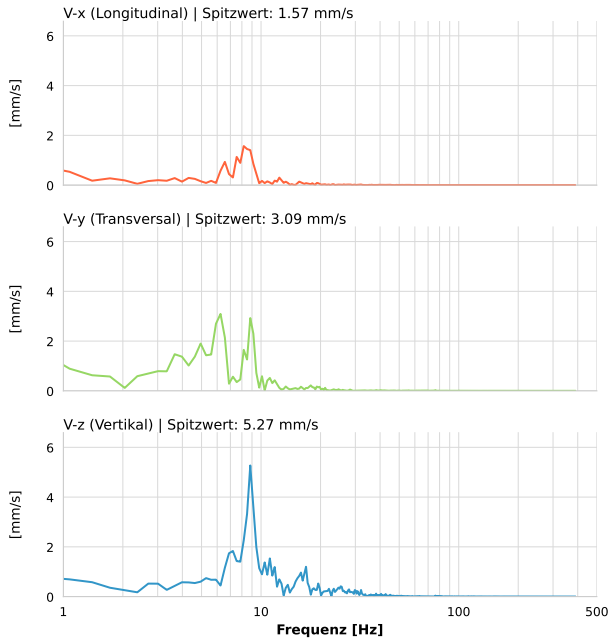 V-x (Longitudinal) | Spitzwert: 1.57 mm/s
6
4
2
0
[mm/s]
V-y (Transversal) | Spitzwert: 3.09 mm/s
6
4
2
0
[mm/s]
V-z (Vertikal) | Spitzwert: 5.27 mm/s
6
4
2
0
[mm/s]
1 10 100 500
Frequenz [Hz]